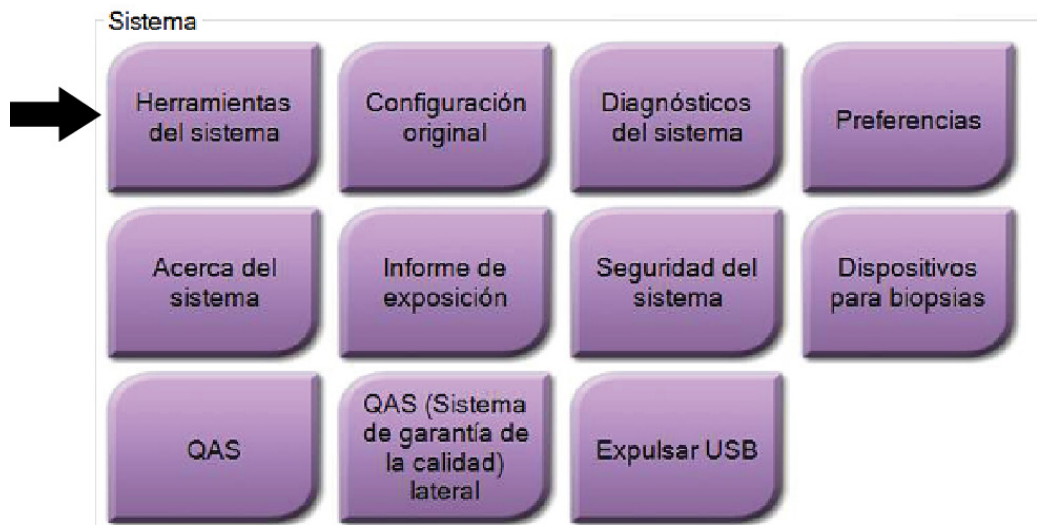 Sistema
Herramientas
del sistema
Configuración
original
Diagnósticos
del sistema
Preferencias
Acerca del
sistema
Informe de
exposición
Seguridad del
sistema
Dispositivos
para biopsias
QAS
QAS (Sistema
de garantía de
la calidad)
lateral
Expulsar USB